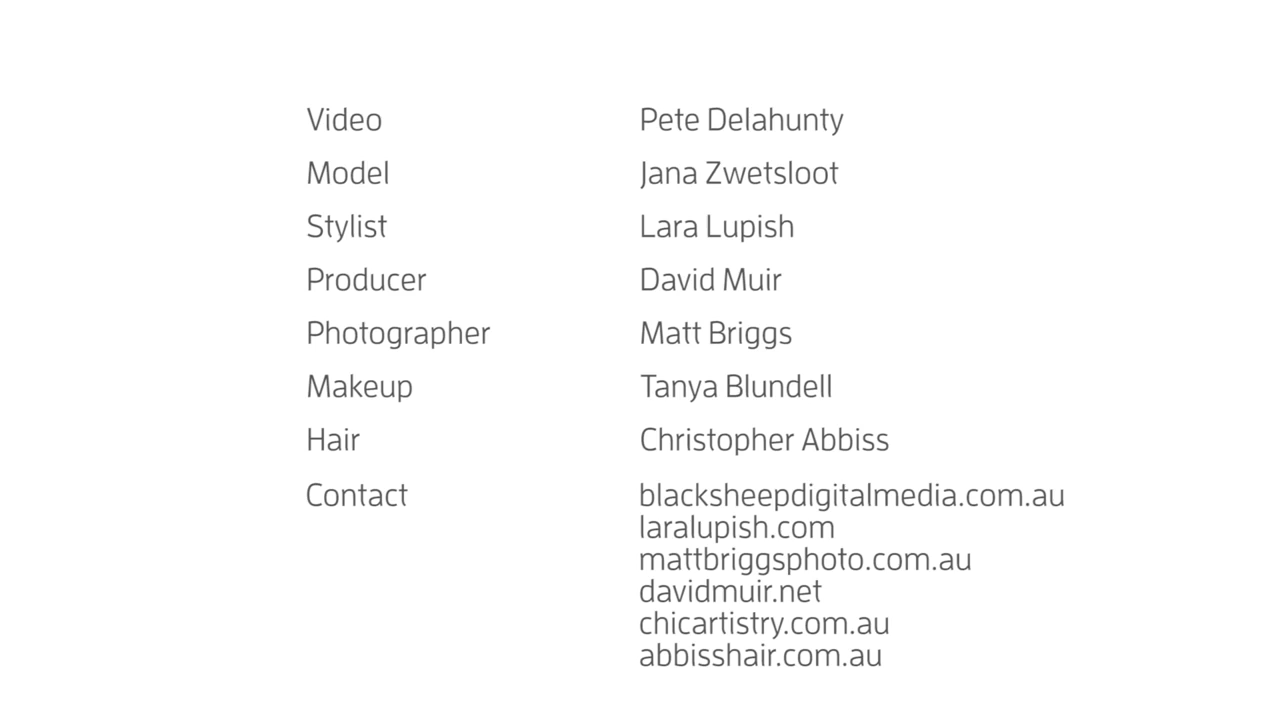 Video Pete Delahunty
Model Jana Zwetsloot
Stylist Lara Lupish
Producer David Muir
Photographer Matt Briggs
Makeup Tanya Blundell
Hair Christopher Abbiss
Contact blacksheepdigitalmedia.com.au
laralupish.com
mattbriggsphoto.com.au
davidmuir.net
chicartistry.com.au
abbisshair.com.au